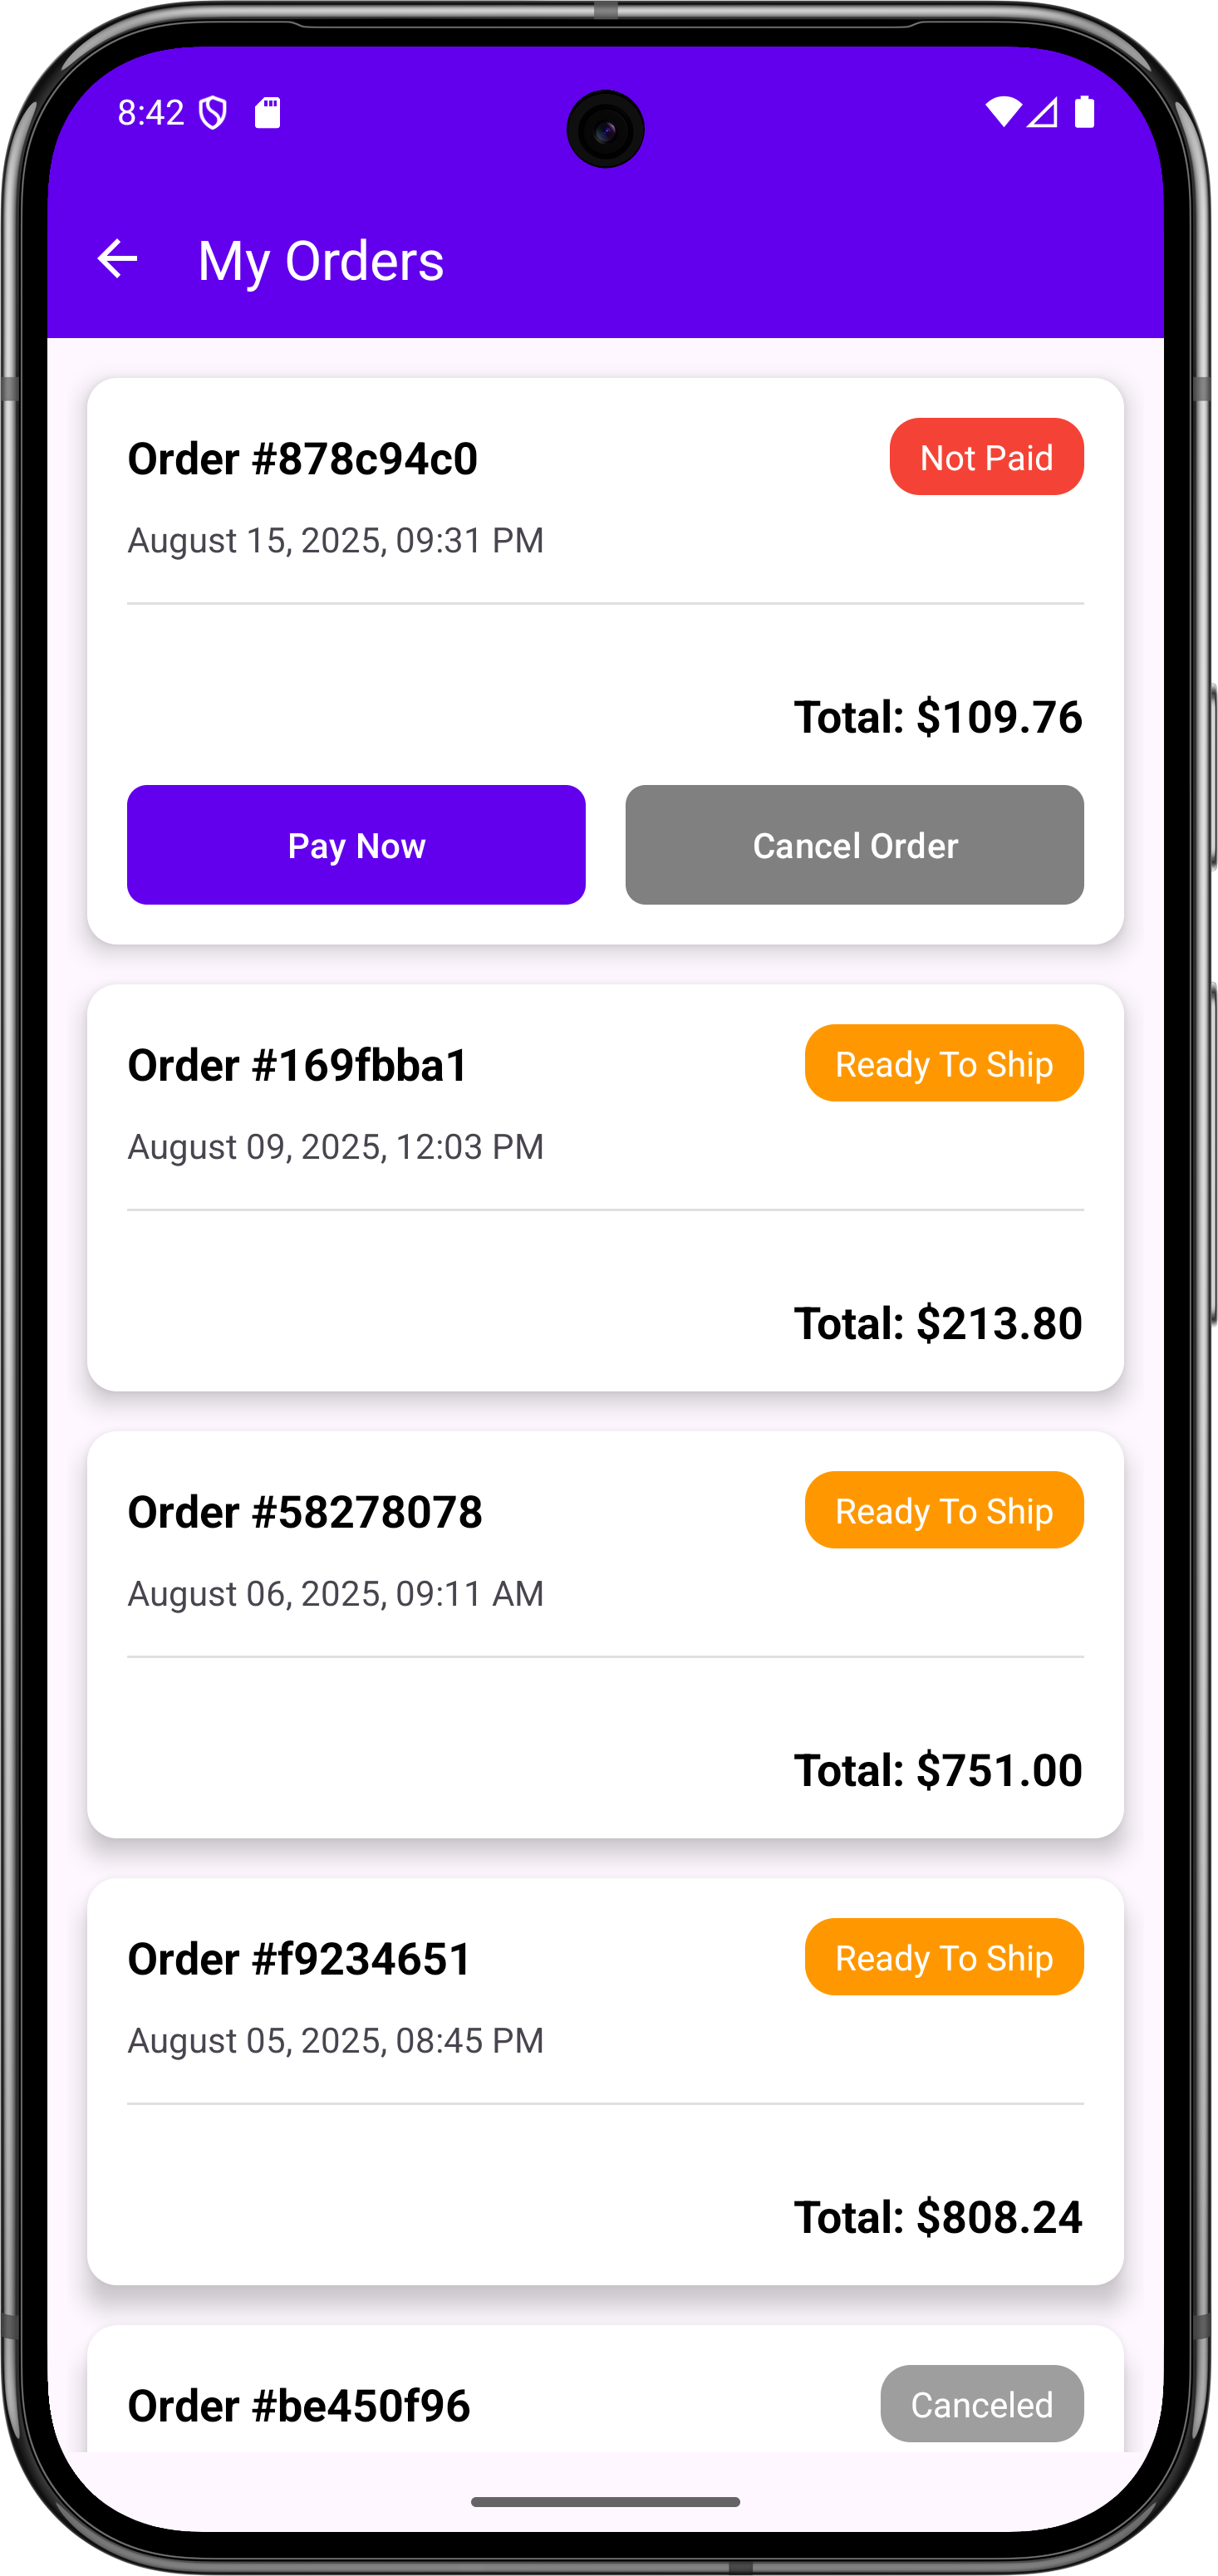 8:42
My Orders
Order #878c94c0
Not Paid
August 15, 2025, 09:31 PM
Total: $109.76
Pay Now
Cancel Order
Order #169fbba1
Ready To Ship
August 09, 2025, 12:03 PM
Total: $213.80
Order #58278078
Ready To Ship
August 06, 2025, 09:11 AM
Total: $751.00
Order #f9234651
Ready To Ship
August 05, 2025, 08:45 PM
Total: $808.24
Order #be450f96
Canceled